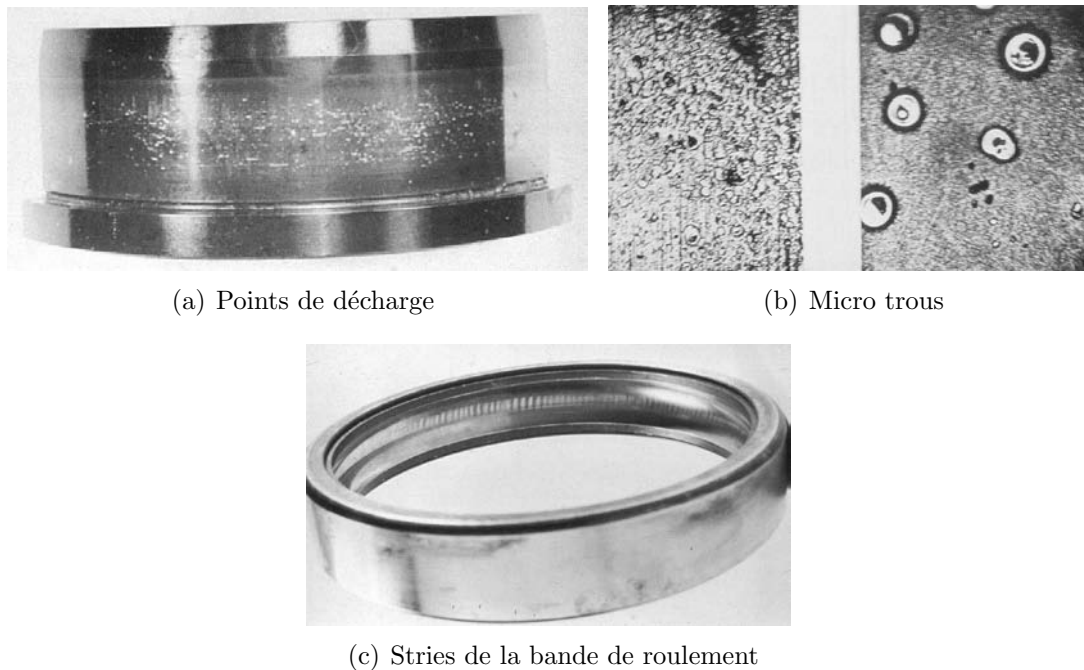 (a) Points de décharge
(b) Micro trous
(c) Stries de la bande de roulement